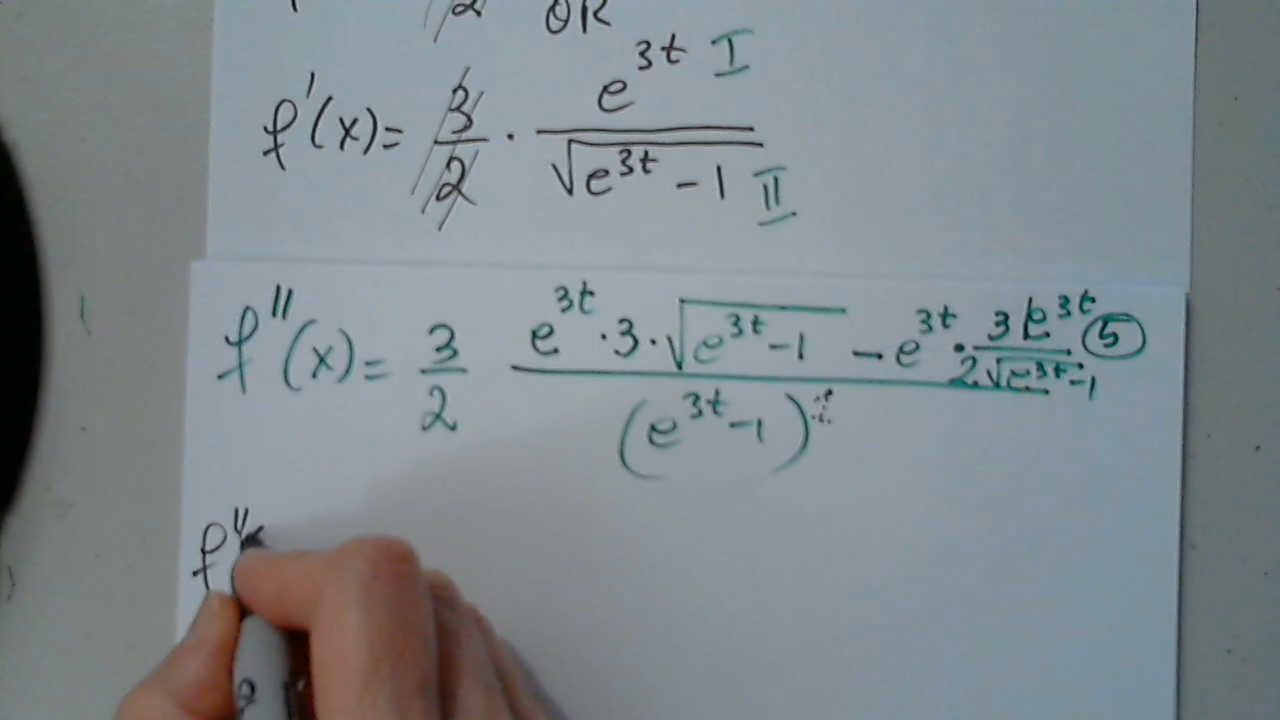 2 OR
f'(x) = 3/2 · e^3t I / √(e^3t - 1) II
f''(x) = 3/2 (e^3t · 3 · √(e^3t - 1) - e^3t · 3e^3t / 2√(e^3t - 1)) / (e^3t - 1) 5
f''